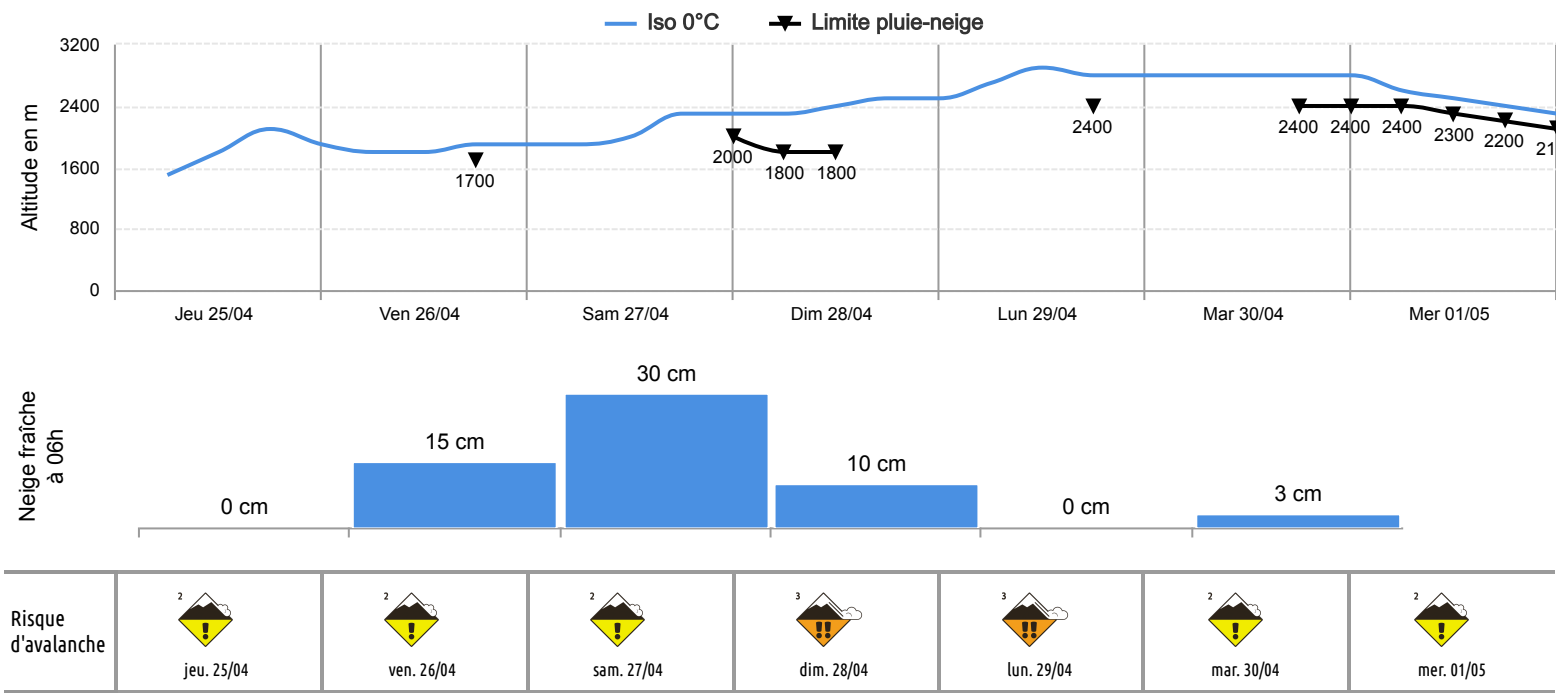 Iso 0°C Limite pluie-neige
Altitude en m
3200
2400
1600
800
0
1700
2000
1800 1800
2400
2400 2400 2400 2300 2200 21
Jeu 25/04 Ven 26/04 Sam 27/04 Dim 28/04 Lun 29/04 Mar 30/04 Mer 01/05
Neige fraîche
à 06h
0 cm 15 cm 30 cm 10 cm 0 cm 3 cm
Risque
d'avalanche
2 2 2 3 3 2 2
! ! ! !! !! ! !
jeu. 25/04 ven. 26/04 sam. 27/04 dim. 28/04 lun. 29/04 mar. 30/04 mer. 01/05